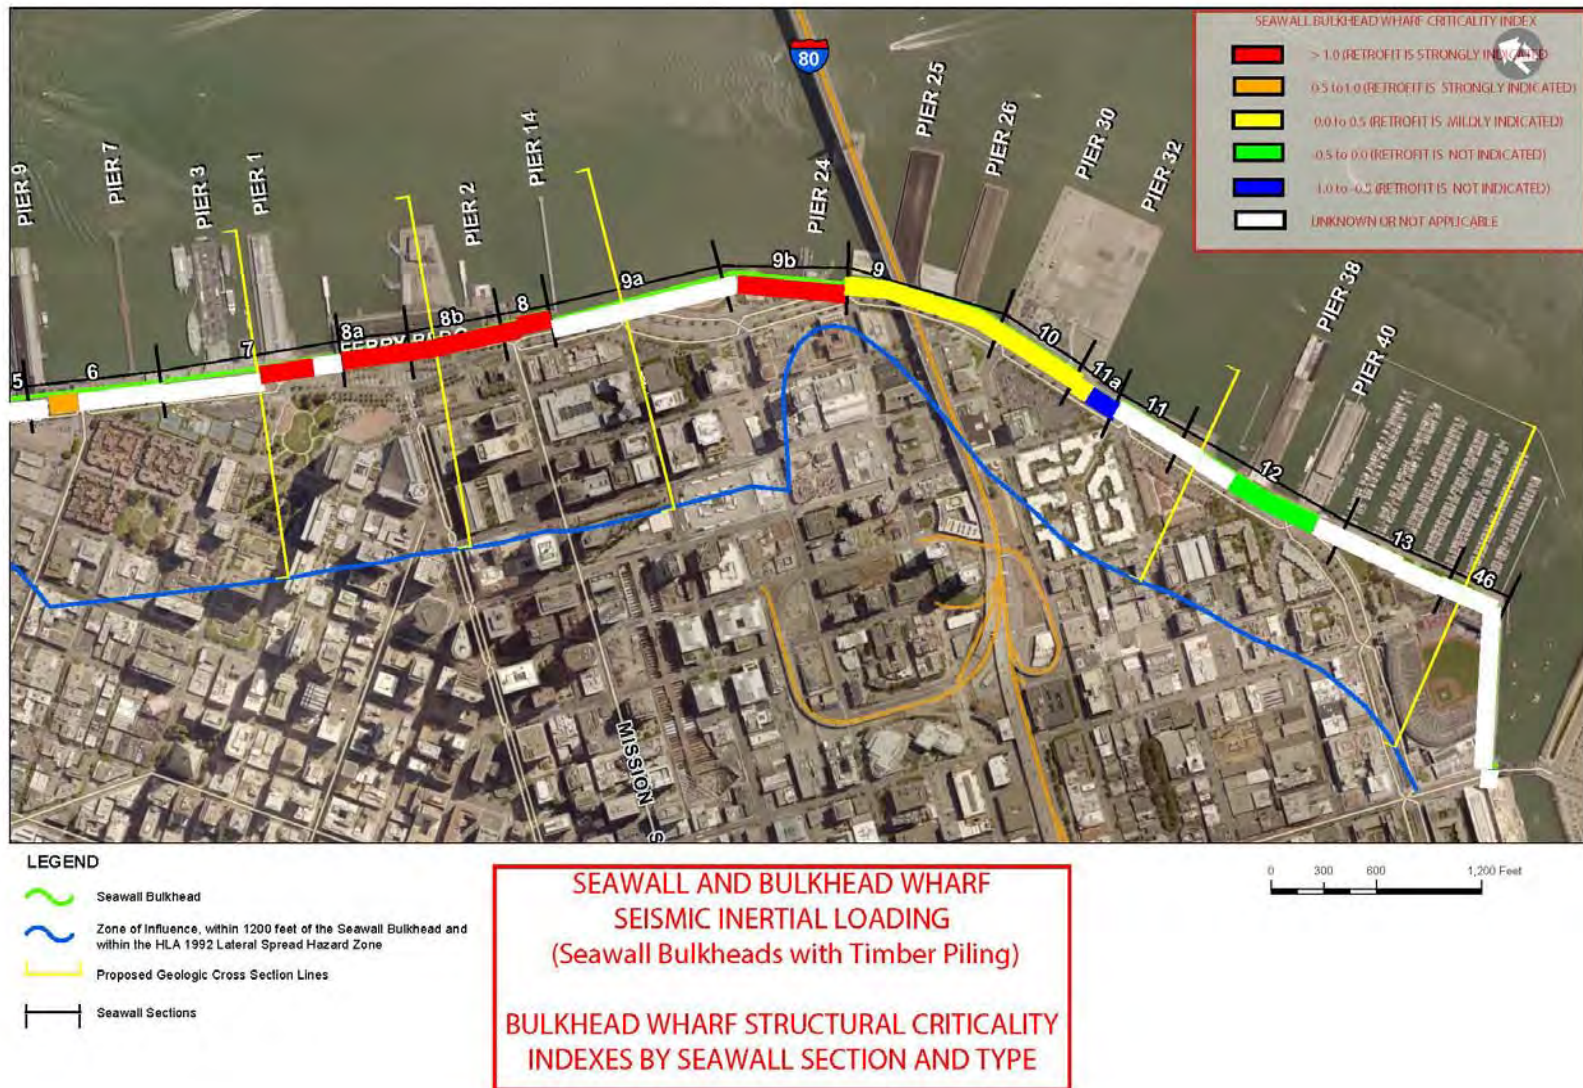 SEAWALL BULKHEAD WHARF CRITICALITY INDEX
> 1.0 (RETROFIT IS STRONGLY INDICATED
0.5 to 1.0 (RETROFIT IS STRONGLY INDICATED)
0.0 to 0.5 (RETROFIT IS MILDLY INDICATED)
-0.5 to 0.0 (RETROFIT IS NOT INDICATED)
-1.0 to -0.5 (RETROFIT IS NOT INDICATED)
UNKNOWN OR NOT APPLICABLE
80
PIER 9
PIER 7
PIER 3
PIER 1
PIER 2
PIER 14
PIER 24
PIER 25
PIER 26
PIER 30
PIER 32
PIER 38
PIER 40
5
6
7
8a
8b
8
9a
9b
9
10
11a
11
12
13
46
FERRY BLDG
MISSION S
LEGEND
Seawall Bulkhead
Zone of Influence, within 1200 feet of the Seawall Bulkhead and
within the HLA 1992 Lateral Spread Hazard Zone
Proposed Geologic Cross Section Lines
Seawall Sections
SEAWALL AND BULKHEAD WHARF
SEISMIC INERTIAL LOADING
(Seawall Bulkheads with Timber Piling)
BULKHEAD WHARF STRUCTURAL CRITICALITY
INDEXES BY SEAWALL SECTION AND TYPE
0 300 600 1,200 Feet